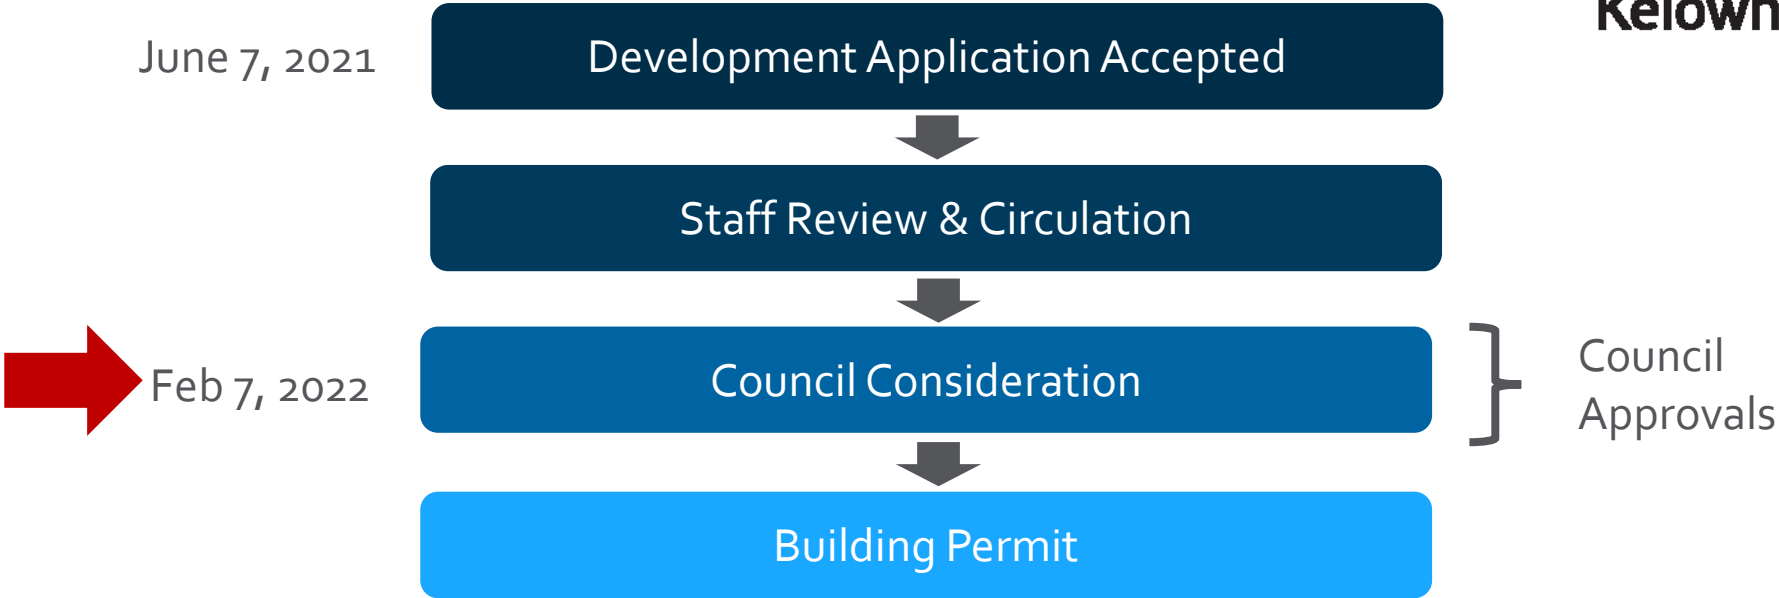 Kelown
June 7, 2021
Development Application Accepted
Staff Review & Circulation
Feb 7, 2022
Council Consideration
Council
Approvals
Building Permit